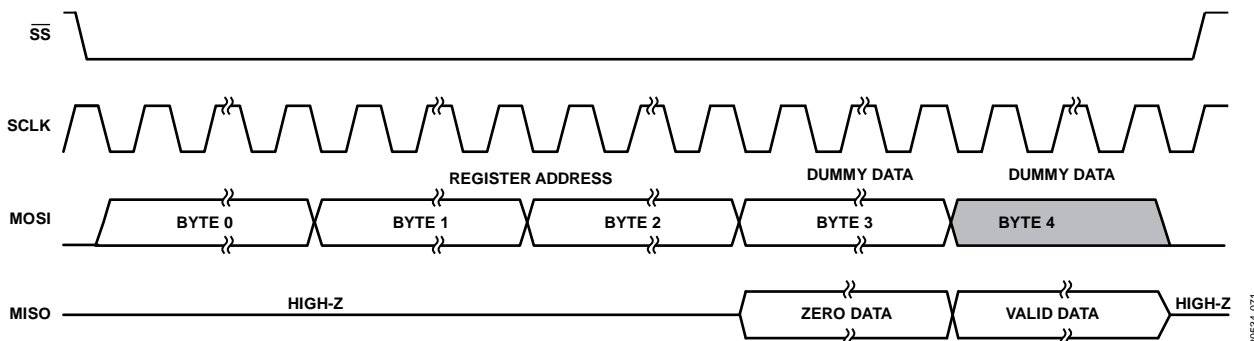 SS
SCLK
REGISTER ADDRESS DUMMY DATA DUMMY DATA
MOSI BYTE 0 BYTE 1 BYTE 2 BYTE 3 BYTE 4
MISO HIGH-Z ZERO DATA VALID DATA HIGH-Z